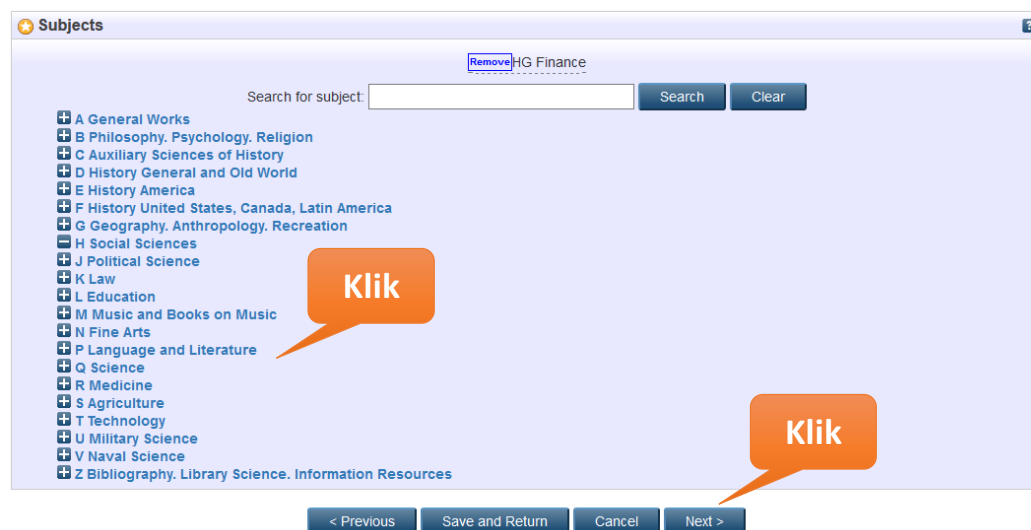 Subjects
?
Remove HG Finance
Search for subject: Search Clear
A General Works
B Philosophy. Psychology. Religion
C Auxiliary Sciences of History
D History General and Old World
E History America
F History United States, Canada, Latin America
G Geography. Anthropology. Recreation
H Social Sciences
J Political Science
K Law
L Education
M Music and Books on Music
N Fine Arts
P Language and Literature
Q Science
R Medicine
S Agriculture
T Technology
U Military Science
V Naval Science
Z Bibliography. Library Science. Information Resources
Klik
Klik
< Previous Save and Return Cancel Next >